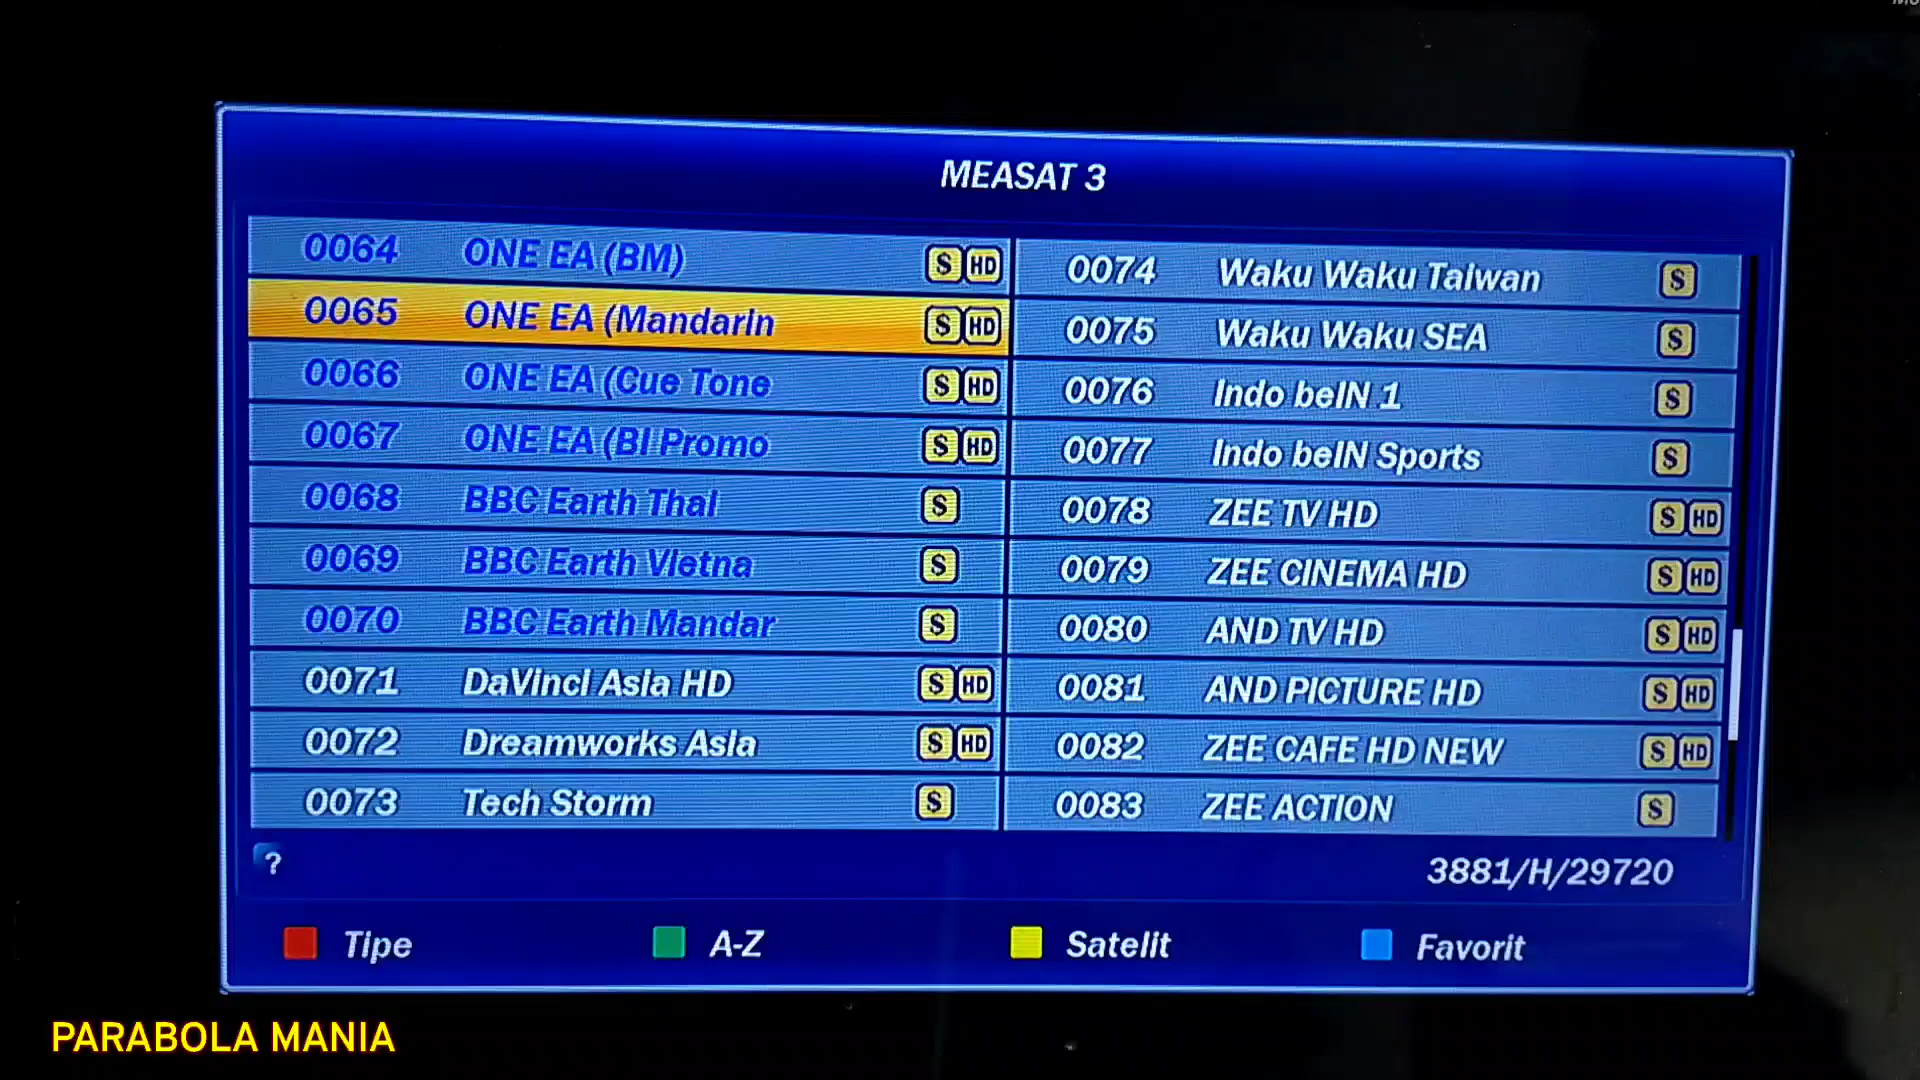 MEASAT 3
0064 ONE EA (BM) S HD
0065 ONE EA (Mandarin S HD
0066 ONE EA (Cue Tone S HD
0067 ONE EA (BI Promo S HD
0068 BBC Earth Thai S
0069 BBC Earth Vietna S
0070 BBC Earth Mandar S
0071 DaVinci Asia HD S HD
0072 Dreamworks Asia S HD
0073 Tech Storm S
0074 Waku Waku Taiwan S
0075 Waku Waku SEA S
0076 Indo beIN 1 S
0077 Indo beIN Sports S
0078 ZEE TV HD S HD
0079 ZEE CINEMA HD S HD
0080 AND TV HD S HD
0081 AND PICTURE HD S HD
0082 ZEE CAFE HD NEW S HD
0083 ZEE ACTION S
?
3881/H/29720
Tipe A-Z Satelit Favorit
PARABOLA MANIA